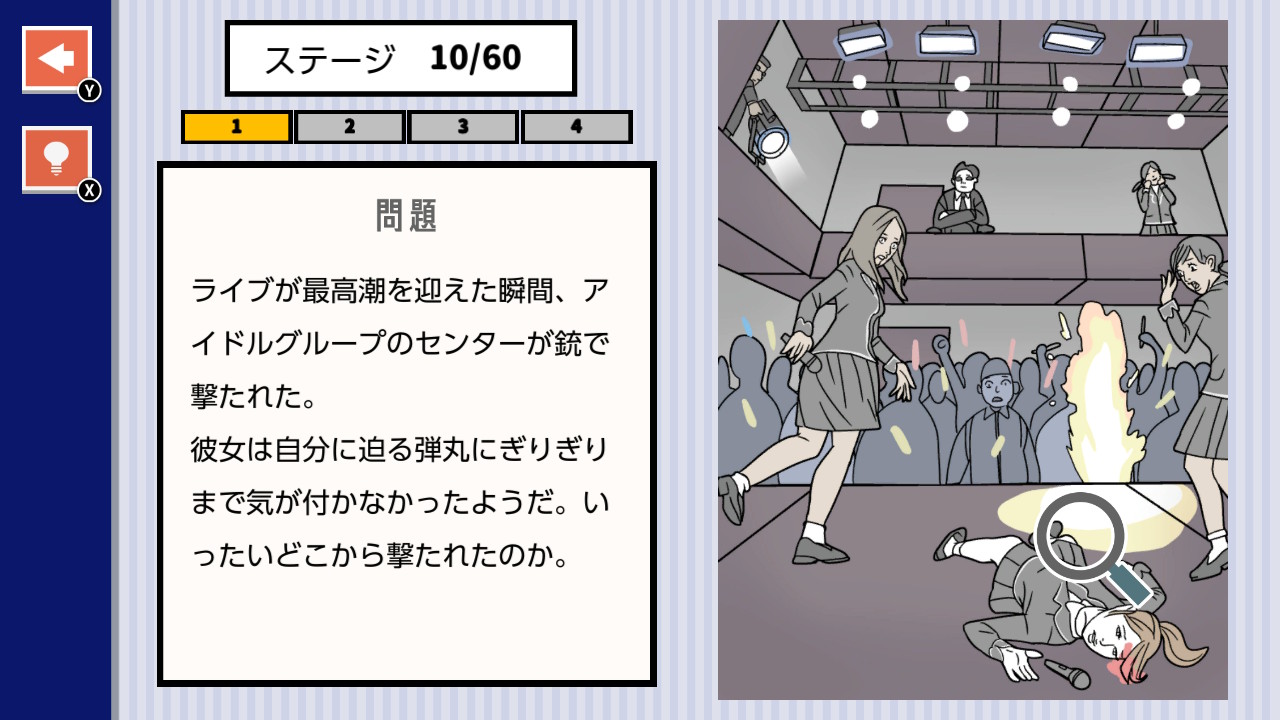 ステージ 10/60
1 2 3 4
Y
X
問題
ライブが最高潮を迎えた瞬間、ア
イドルグループのセンターが銃で
撃たれた。
彼女は自分に迫る弾丸にぎりぎり
まで気が付かなかったようだ。い
ったいどこから撃たれたのか。